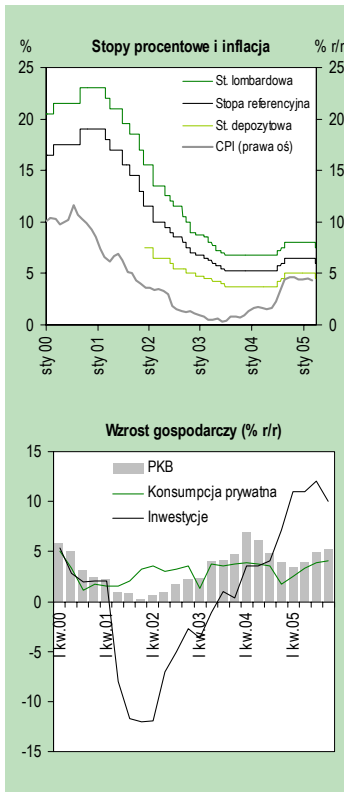 % Stopy procentowe i inflacja % r/r
25 25
St. lombardowa
Stopa referencyjna
20 20
St. depozytowa
CPI (prawa oś)
15 15
10 10
5 5
0 0
sty 00 sty 01 sty 02 sty 03 sty 04 sty 05
Wzrost gospodarczy (% r/r)
15
PKB
Konsumpcja prywatna
10
Inwestycje
5
0
I kw.00 I kw.01 I kw.02 I kw.03 I kw.04 I kw.05
-5
-10
-15